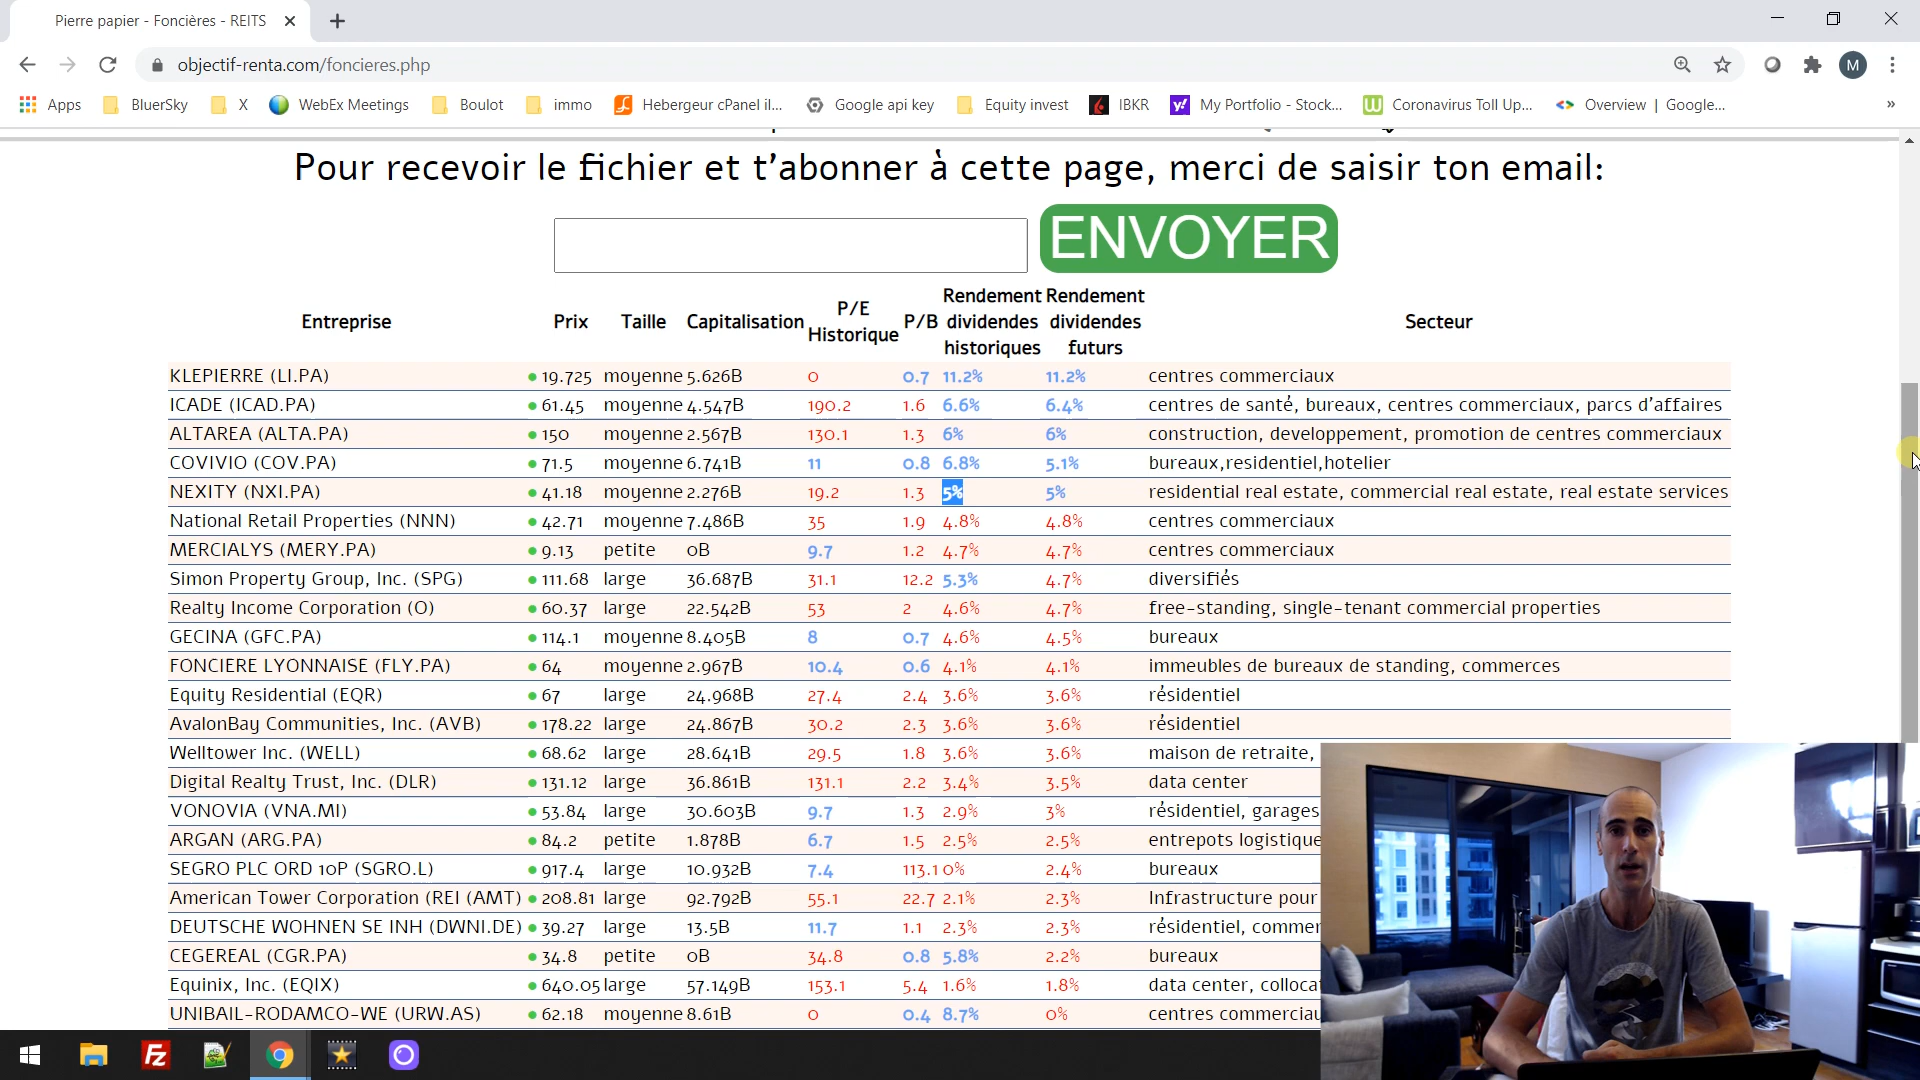 Pierre papier - Foncières - REITS
objectif-renta.com/foncieres.php
M
Apps BluerSky X WebEx Meetings Boulot immo Hebergeur cPanel il... Google api key Equity invest IBKR My Portfolio - Stock... Coronavirus Toll Up... Overview | Google... »
Pour recevoir le fichier et t'abonner à cette page, merci de saisir ton email:
ENVOYER
Entreprise Prix Taille Capitalisation P/E Historique P/B Rendement dividendes historiques Rendement dividendes futurs Secteur
KLEPIERRE (LI.PA) 19.725 moyenne 5.626B 0 0.7 11.2% 11.2% centres commerciaux
ICADE (ICAD.PA) 61.45 moyenne 4.547B 190.2 1.6 6.6% 6.4% centres de santé, bureaux, centres commerciaux, parcs d'affaires
ALTAREA (ALTA.PA) 150 moyenne 2.567B 130.1 1.3 6% 6% construction, developpement, promotion de centres commerciaux
COVIVIO (COV.PA) 71.5 moyenne 6.741B 11 0.8 6.8% 5.1% bureaux,residentiel,hotelier
NEXITY (NXI.PA) 41.18 moyenne 2.276B 19.2 1.3 5% 5% residential real estate, commercial real estate, real estate services
National Retail Properties (NNN) 42.71 moyenne 7.486B 35 1.9 4.8% 4.8% centres commerciaux
MERCIALYS (MERY.PA) 9.13 petite 0B 9.7 1.2 4.7% 4.7% centres commerciaux
Simon Property Group, Inc. (SPG) 111.68 large 36.687B 31.1 12.2 5.3% 4.7% diversifiés
Realty Income Corporation (O) 60.37 large 22.542B 53 2 4.6% 4.7% free-standing, single-tenant commercial properties
GECINA (GFC.PA) 114.1 moyenne 8.405B 8 0.7 4.6% 4.5% bureaux
FONCIERE LYONNAISE (FLY.PA) 64 moyenne 2.967B 10.4 0.6 4.1% 4.1% immeubles de bureaux de standing, commerces
Equity Residential (EQR) 67 large 24.968B 27.4 2.4 3.6% 3.6% résidentiel
AvalonBay Communities, Inc. (AVB) 178.22 large 24.867B 30.2 2.3 3.6% 3.6% résidentiel
Welltower Inc. (WELL) 68.62 large 28.641B 29.5 1.8 3.6% 3.6% maison de retraite,
Digital Realty Trust, Inc. (DLR) 131.12 large 36.861B 131.1 2.2 3.4% 3.5% data center
VONOVIA (VNA.MI) 53.84 large 30.603B 9.7 1.3 2.9% 3% résidentiel, garages
ARGAN (ARG.PA) 84.2 petite 1.878B 6.7 1.5 2.5% 2.5% entrepots logistique
SEGRO PLC ORD 10P (SGRO.L) 917.4 large 10.932B 7.4 113.1 0% 2.4% bureaux
American Tower Corporation (REI (AMT) 208.81 large 92.792B 55.1 22.7 2.1% 2.3% Infrastructure pour
DEUTSCHE WOHNEN SE INH (DWNI.DE) 39.27 large 13.5B 11.7 1.1 2.3% 2.3% résidentiel, commer
CEGEREAL (CGR.PA) 34.8 petite 0B 34.8 0.8 5.8% 2.2% bureaux
Equinix, Inc. (EQIX) 640.05 large 57.149B 153.1 5.4 1.6% 1.8% data center, colloca
UNIBAIL-RODAMCO-WE (URW.AS) 62.18 moyenne 8.61B 0 0.4 8.7% 0% centres commerciau